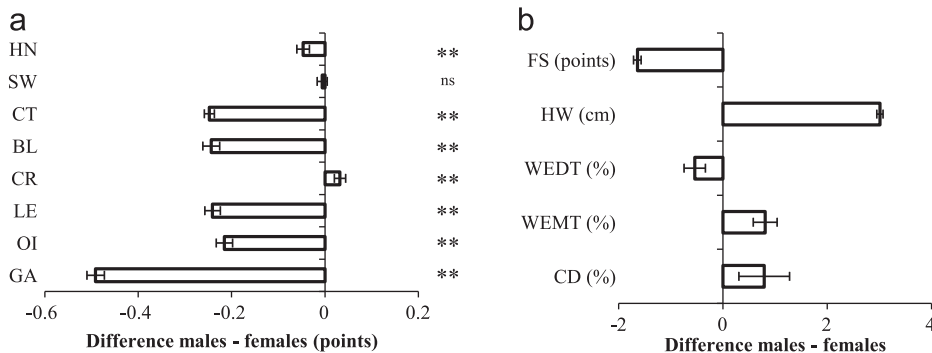 a
HN **
SW ns
CT **
BL **
CR **
LE **
OI **
GA **
-0.6 -0.4 -0.2 0 0.2
Difference males - females (points)
b
FS (points)
HW (cm)
WEDT (%)
WEMT (%)
CD (%)
-2 0 2 4
Difference males - females